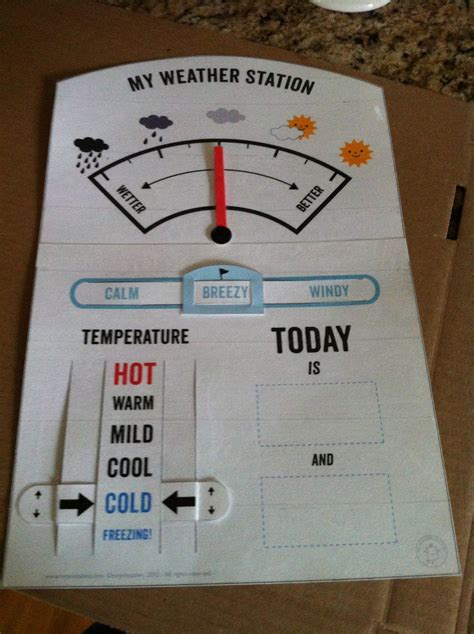 MY WEATHER STATION
WETTER
BETTER
CALM
BREEZY
WINDY
TEMPERATURE
HOT
WARM
MILD
COOL
COLD
FREEZING!
TODAY
IS
AND